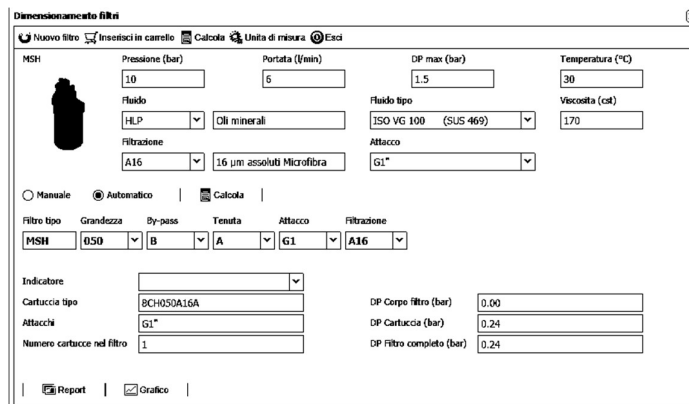 Dimensionamento filtri
Nuovo filtro Inserisci in carrello Calcola Unita di misura Esci
MSH Pressione (bar) Portata (l/min) DP max (bar) Temperatura (°C)
10 6 1.5 30
Fluido Fluido tipo Viscosita (cst)
HLP Oli minerali ISO VG 100 (SUS 469) 170
Filtrazione Attacco
A16 16 µm assoluti Microfibra G1"
Manuale Automatico | Calcola |
Filtro tipo Grandezza By-pass Tenuta Attacco Filtrazione
MSH 050 B A G1 A16
Indicatore
Cartuccia tipo 8CH050A16A DP Corpo filtro (bar) 0.00
Attacchi G1" DP Cartuccia (bar) 0.24
Numero cartucce nel filtro 1 DP Filtro completo (bar) 0.24
| Report | Grafico |